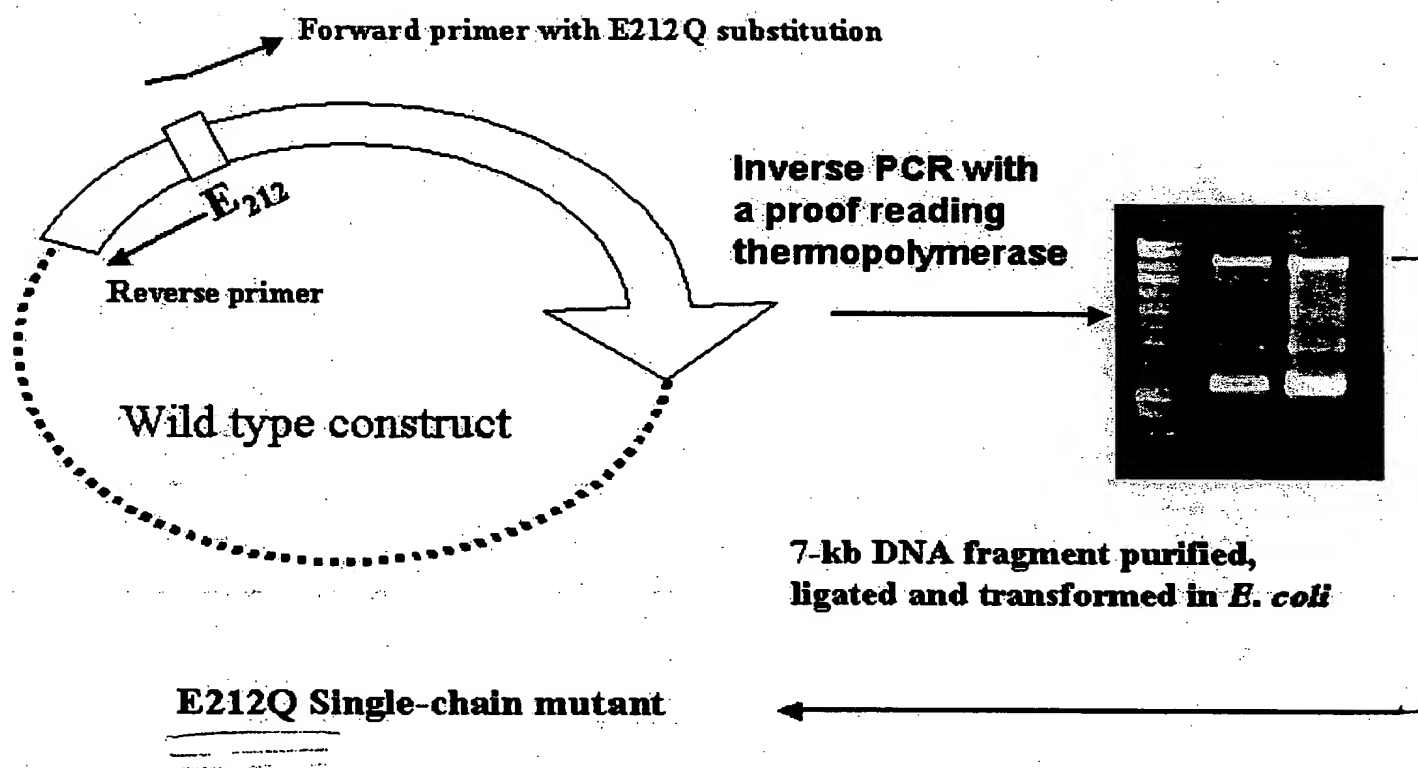 Forward primer with E212Q substitution
E212
Reverse primer
Wild type construct
Inverse PCR with
a proof reading
thermopolymerase
7-kb DNA fragment purified,
ligated and transformed in E. coli
E212Q Single-chain mutant